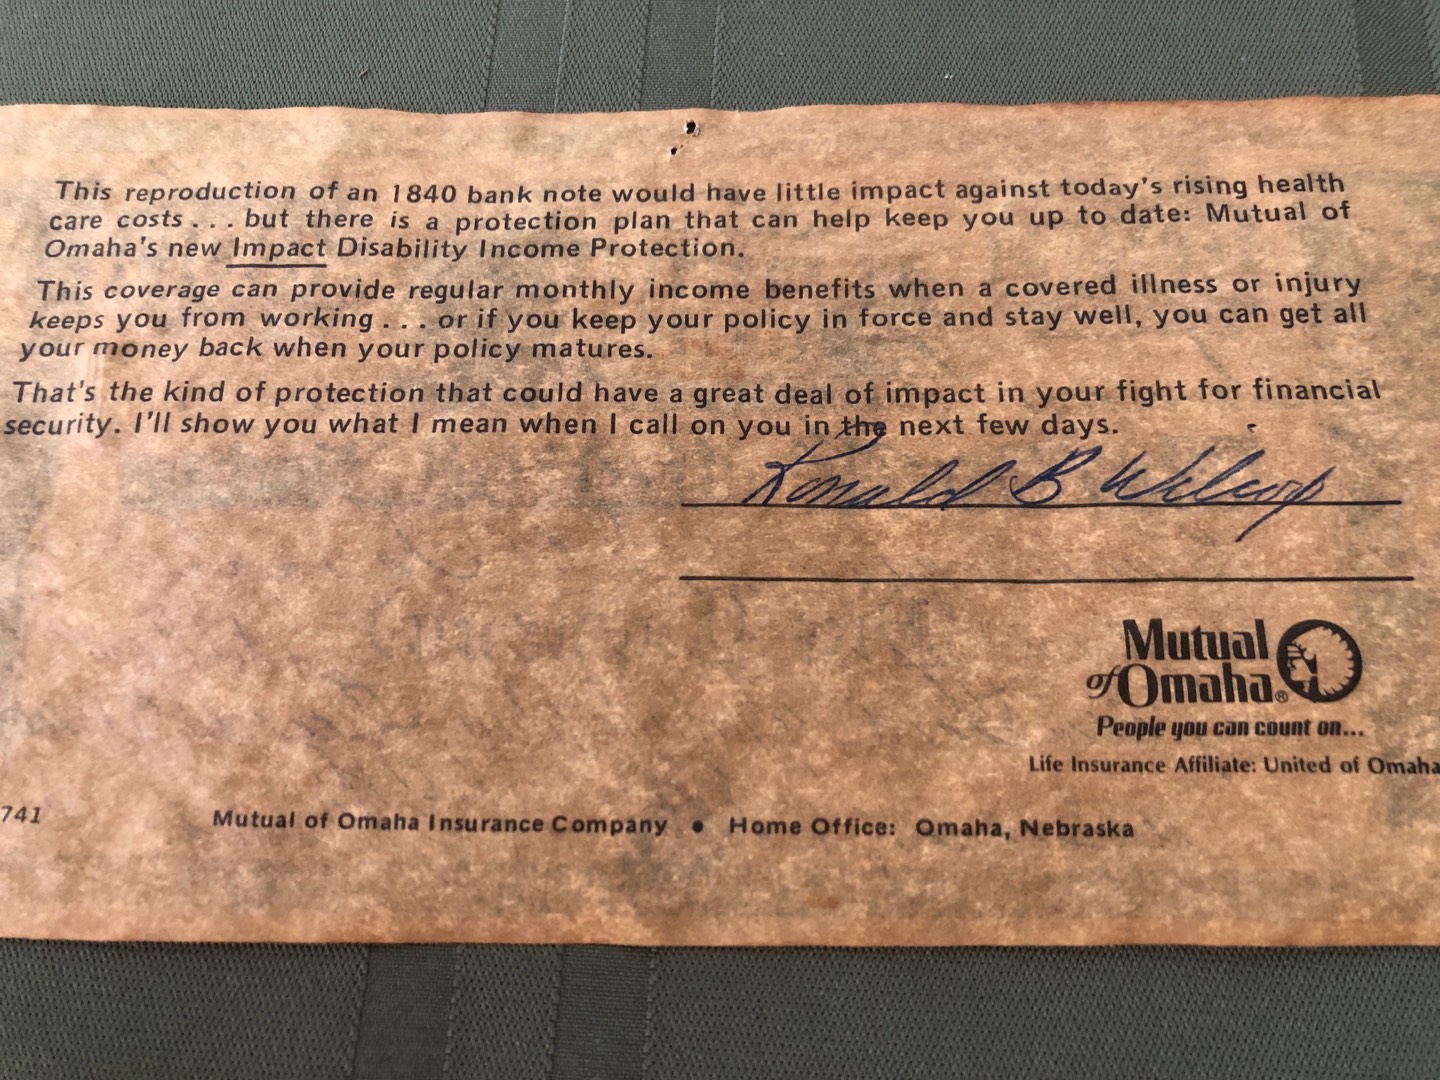 This reproduction of an 1840 bank note would have little impact against today's rising health
care costs . . . but there is a protection plan that can help keep you up to date: Mutual of
Omaha's new Impact Disability Income Protection.
This coverage can provide regular monthly income benefits when a covered illness or injury
keeps you from working . . . or if you keep your policy in force and stay well, you can get all
your money back when your policy matures.
That's the kind of protection that could have a great deal of impact in your fight for financial
security. I'll show you what I mean when I call on you in the next few days.
Ronald B
Mutual
of Omaha®
People you can count on...
Life Insurance Affiliate: United of Omaha
741
Mutual of Omaha Insurance Company • Home Office: Omaha, Nebraska